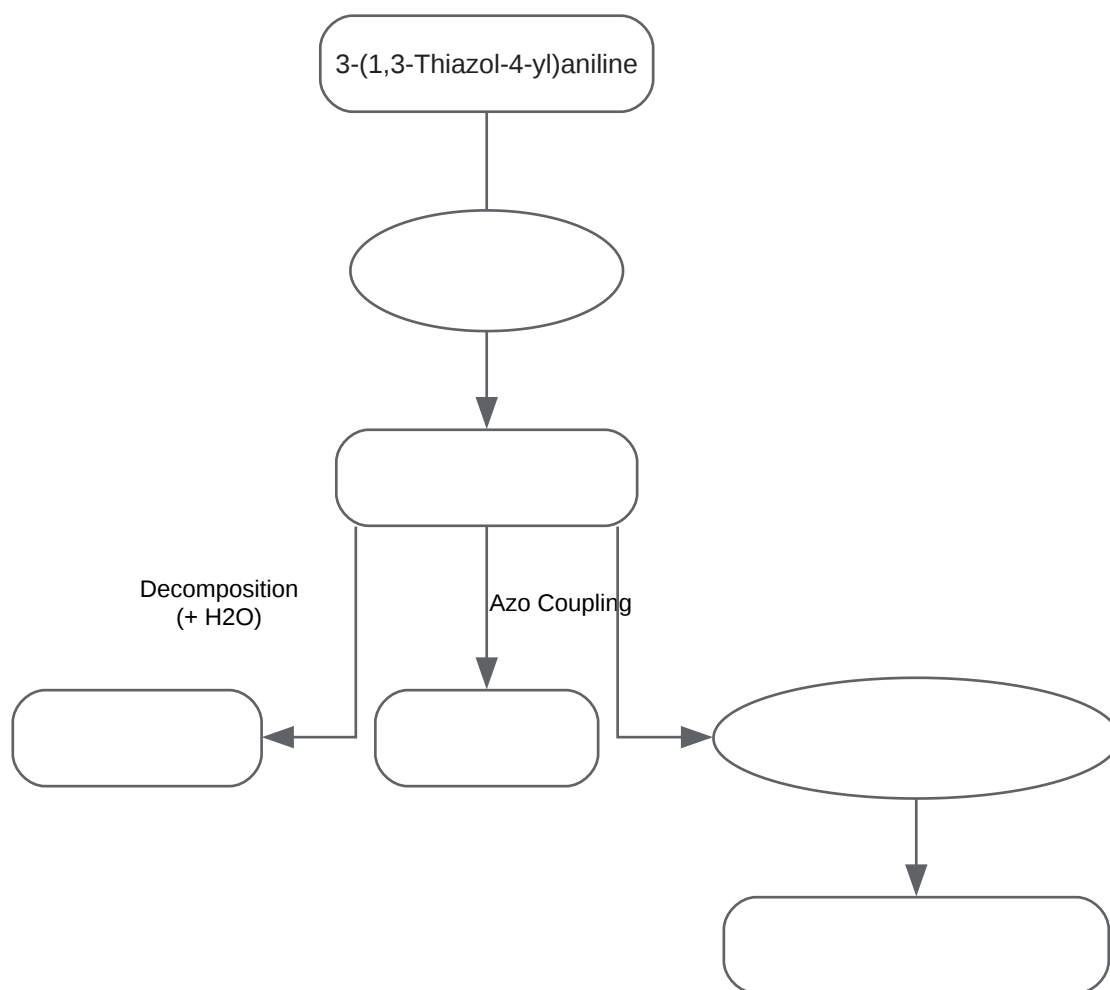 3-(1,3-Thiazol-4-yl)aniline
Decomposition
(+ H2O)
Azo Coupling